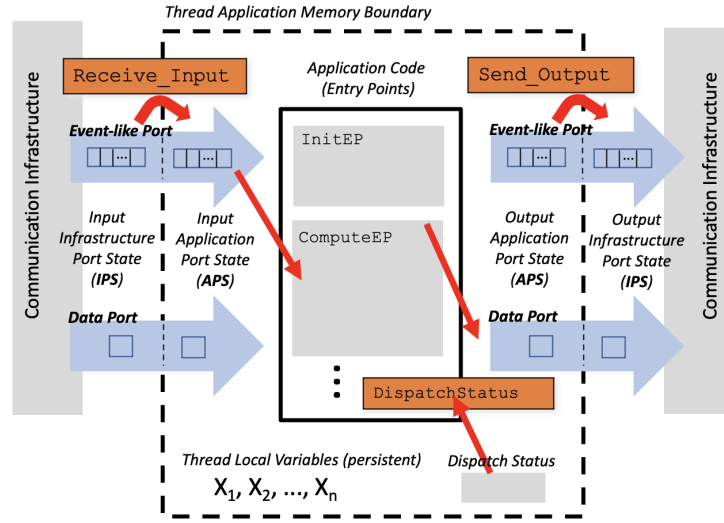 Thread Application Memory Boundary
Communication Infrastructure
Receive_Input
Application Code
(Entry Points)
Send_Output
Communication Infrastructure
Event-like Port
...
...
InitEP
Event-like Port
...
...
Input
Infrastructure
Port State
(IPS)
Input
Application
Port State
(APS)
ComputeEP
Output
Application
Port State
(APS)
Output
Infrastructure
Port State
(IPS)
Data Port
Data Port
DispatchStatus
Thread Local Variables (persistent)
X1, X2, ..., Xn
Dispatch Status